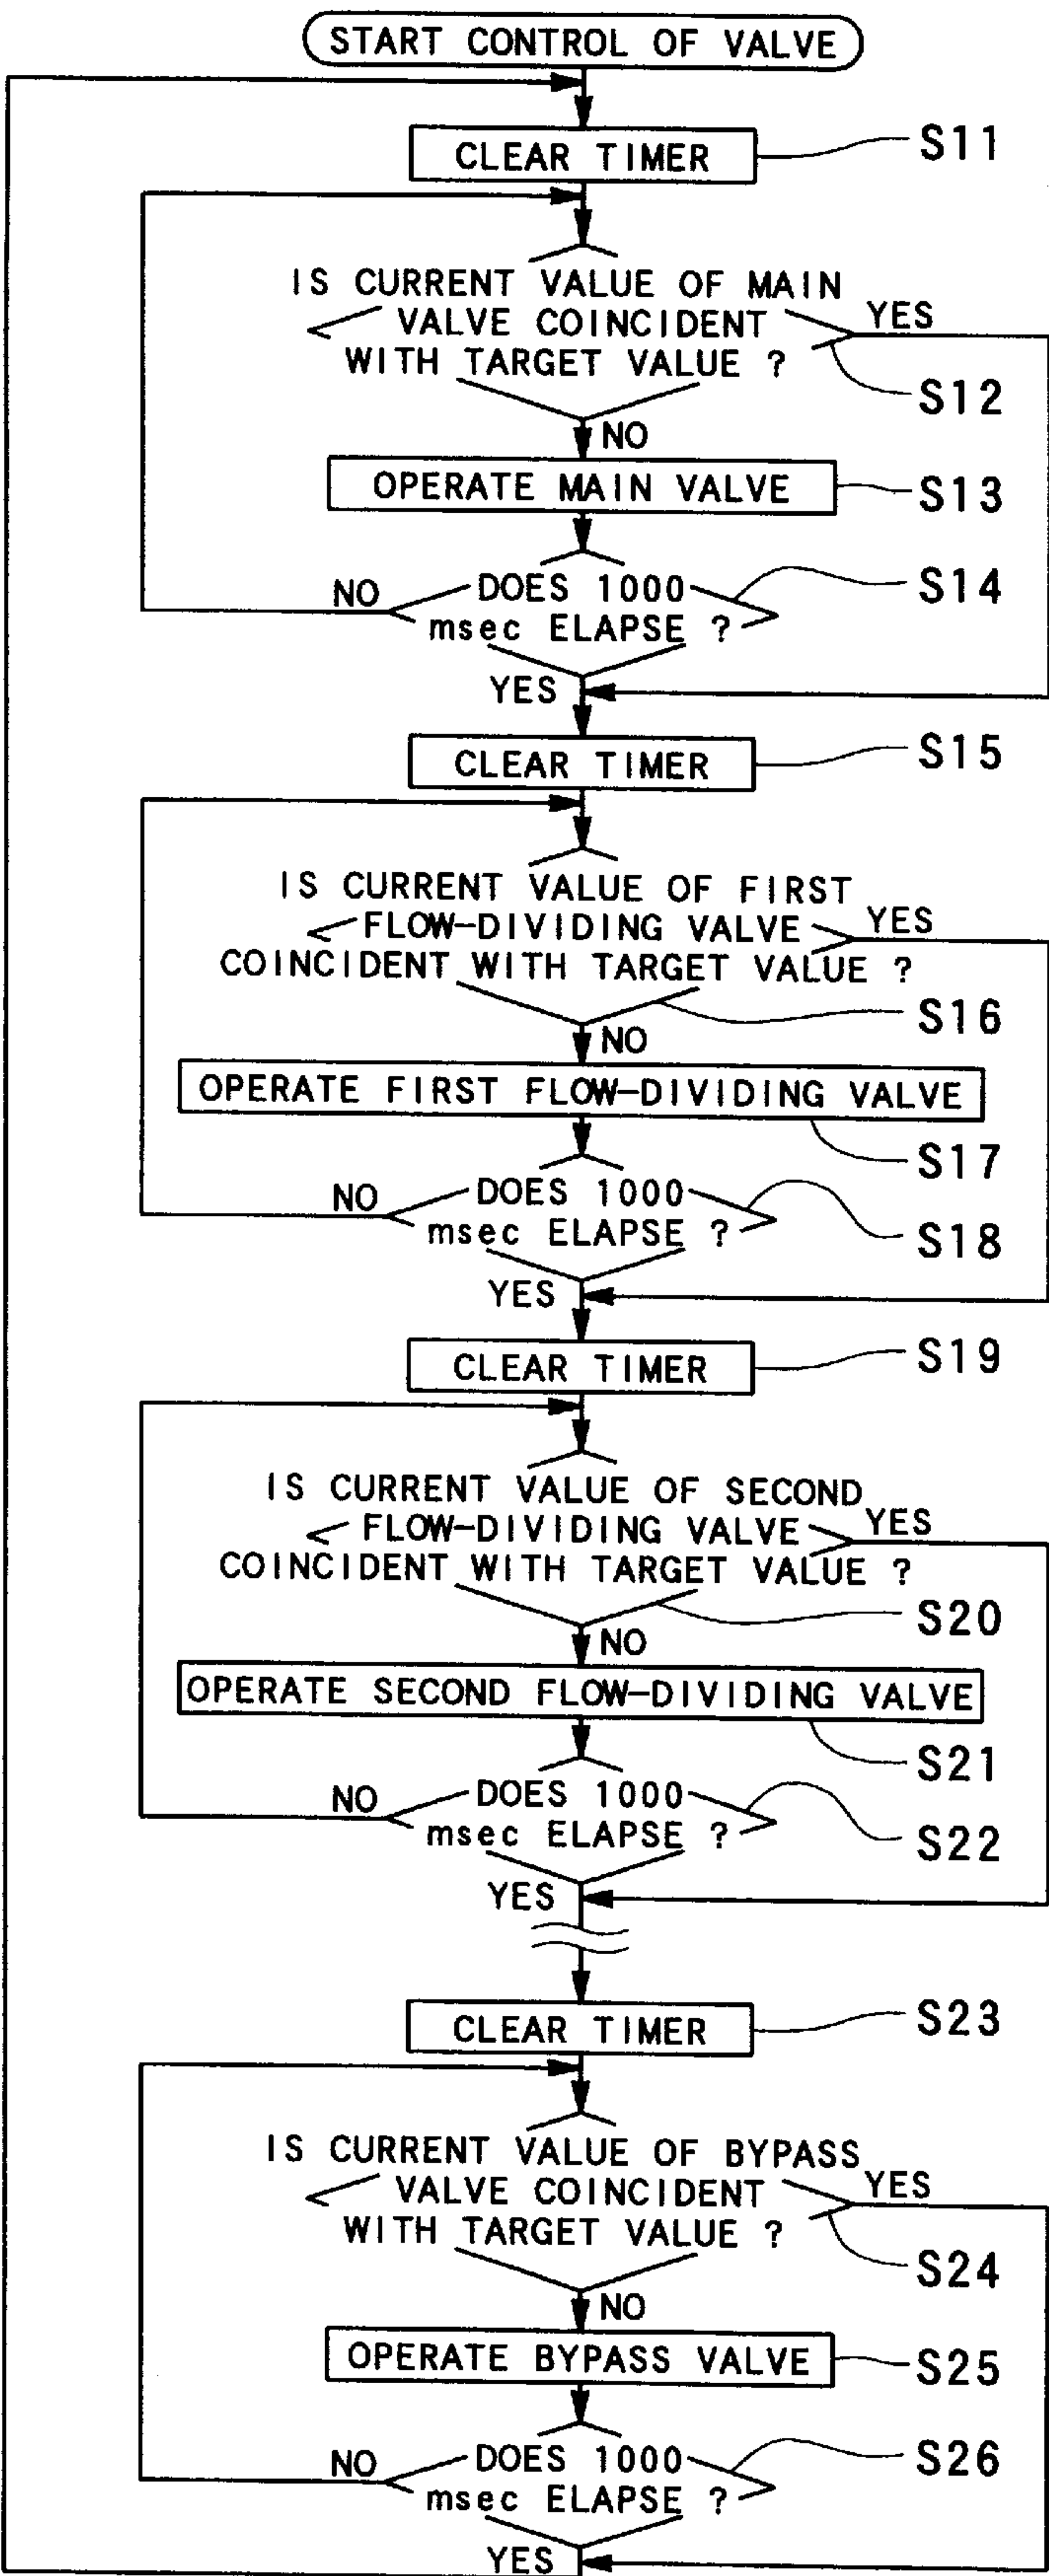 START CONTROL OF VALVE
CLEAR TIMER
S11
IS CURRENT VALUE OF MAIN
VALVE COINCIDENT
WITH TARGET VALUE ?
YES
S12
NO
OPERATE MAIN VALVE
S13
DOES 1000
msec ELAPSE ?
NO
S14
YES
CLEAR TIMER
S15
IS CURRENT VALUE OF FIRST
FLOW-DIVIDING VALVE
COINCIDENT WITH TARGET VALUE ?
YES
S16
NO
OPERATE FIRST FLOW-DIVIDING VALVE
S17
DOES 1000
msec ELAPSE ?
NO
S18
YES
CLEAR TIMER
S19
IS CURRENT VALUE OF SECOND
FLOW-DIVIDING VALVE
COINCIDENT WITH TARGET VALUE ?
YES
S20
NO
OPERATE SECOND FLOW-DIVIDING VALVE
S21
DOES 1000
msec ELAPSE ?
NO
S22
YES
CLEAR TIMER
S23
IS CURRENT VALUE OF BYPASS
VALVE COINCIDENT
WITH TARGET VALUE ?
YES
S24
NO
OPERATE BYPASS VALVE
S25
DOES 1000
msec ELAPSE ?
NO
S26
YES